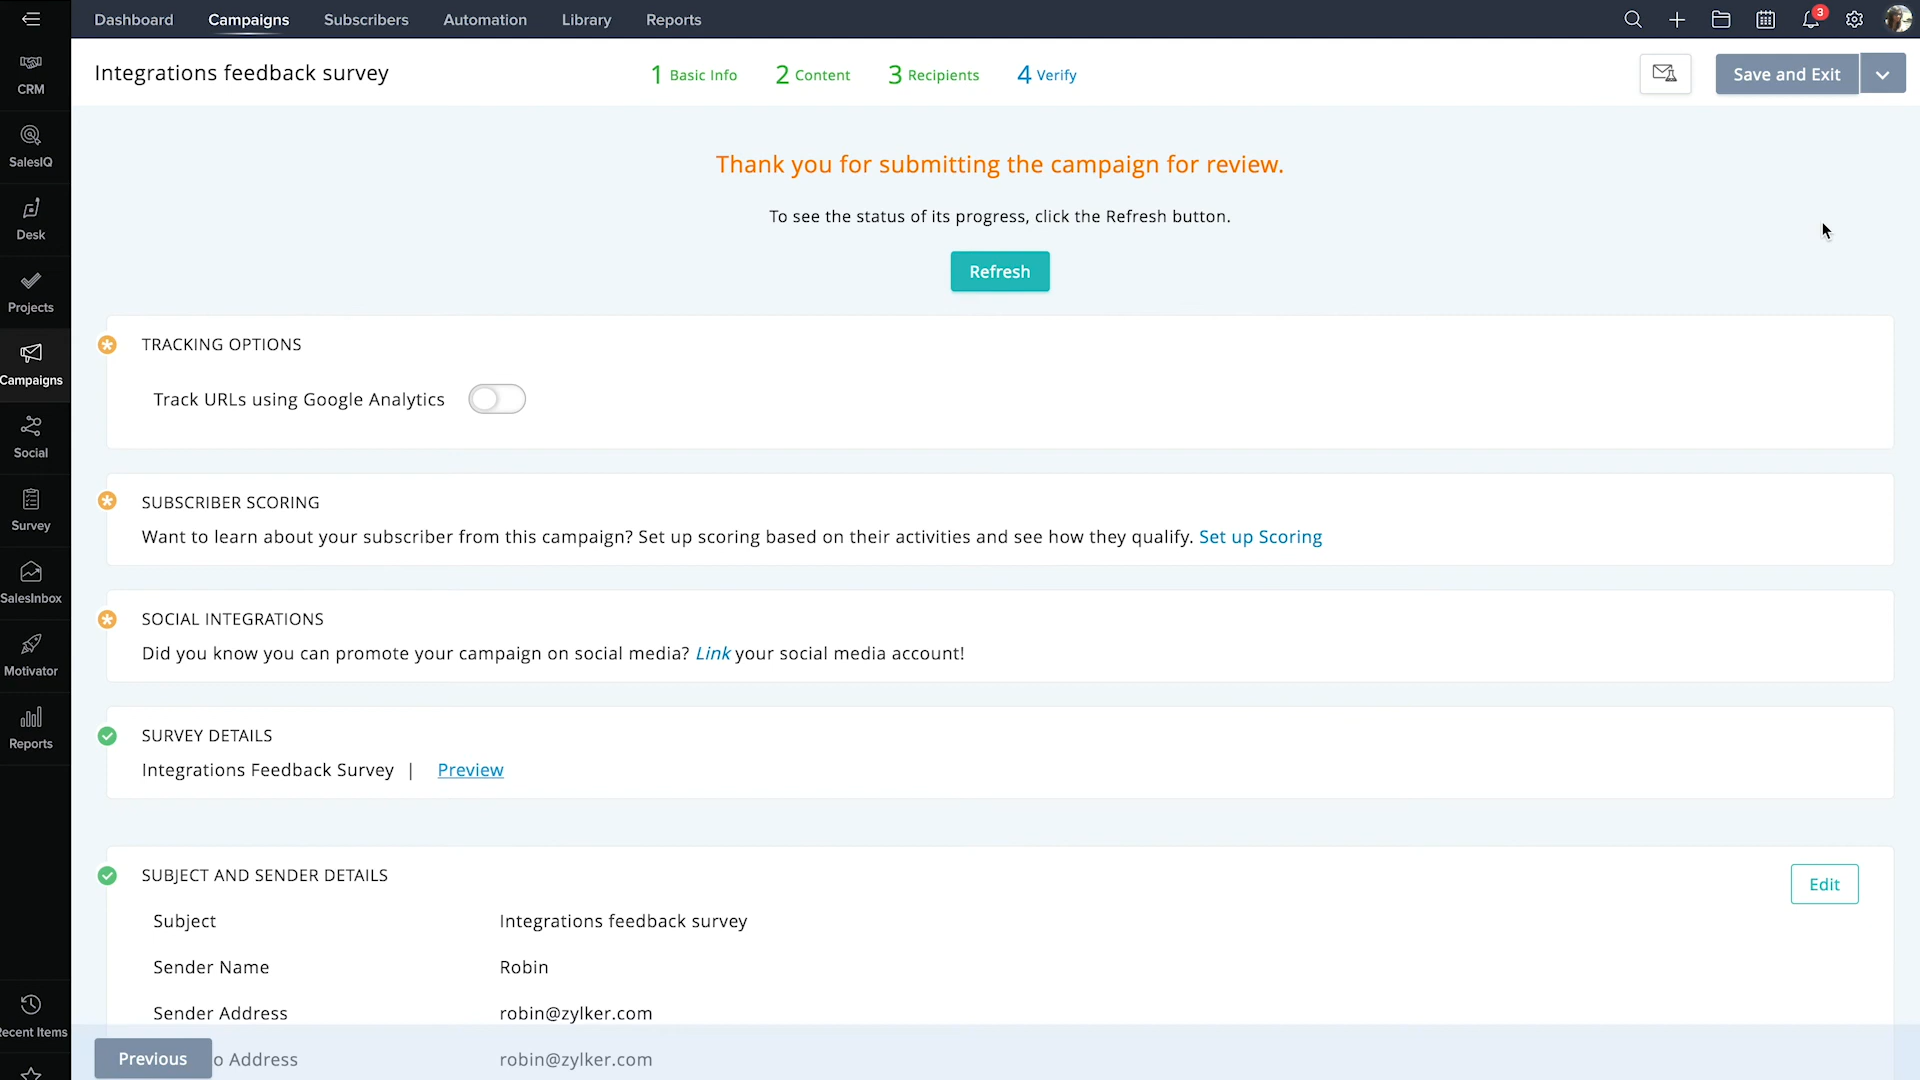 Dashboard
Campaigns
Subscribers
Automation
Library
Reports
3
CRM
SalesIQ
Desk
Projects
Campaigns
Social
Survey
SalesInbox
Motivator
Reports
ecent Items
Integrations feedback survey
1 Basic Info
2 Content
3 Recipients
4 Verify
Save and Exit
Thank you for submitting the campaign for review.
To see the status of its progress, click the Refresh button.
Refresh
TRACKING OPTIONS
Track URLs using Google Analytics
SUBSCRIBER SCORING
Want to learn about your subscriber from this campaign? Set up scoring based on their activities and see how they qualify. Set up Scoring
SOCIAL INTEGRATIONS
Did you know you can promote your campaign on social media? Link your social media account!
SURVEY DETAILS
Integrations Feedback Survey | Preview
SUBJECT AND SENDER DETAILS
Edit
Subject Integrations feedback survey
Sender Name Robin
Sender Address robin@zylker.com
Previous
o Address robin@zylker.com